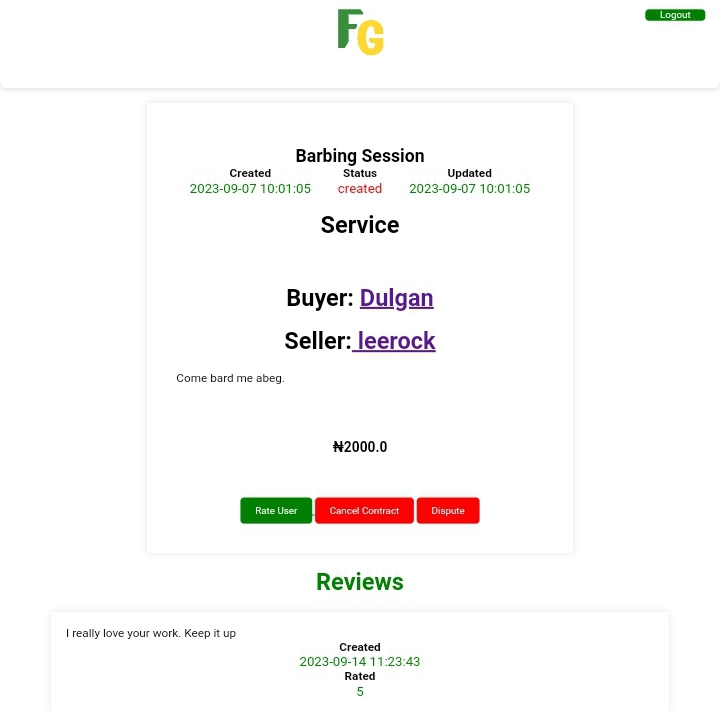 FG
Logout
Barbing Session
Created Status Updated
2023-09-07 10:01:05 created 2023-09-07 10:01:05
Service
Buyer: Dulgan
Seller: leerock
Come bard me abeg.
₦2000.0
Rate User Cancel Contract Dispute
Reviews
I really love your work. Keep it up
Created
2023-09-14 11:23:43
Rated
5